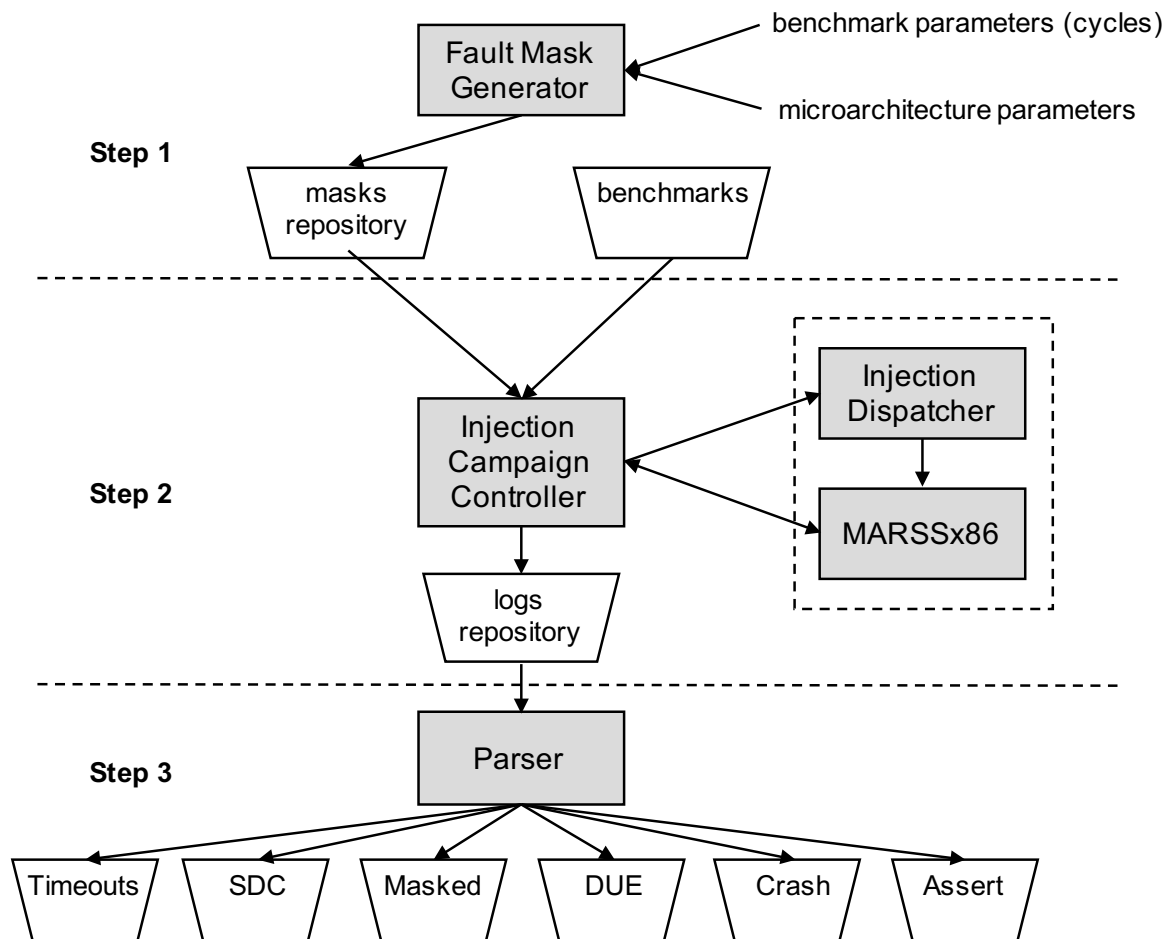 benchmark parameters (cycles)
Fault Mask
Generator
microarchitecture parameters
Step 1
masks
repository
benchmarks
Injection
Dispatcher
Injection
Campaign
Controller
Step 2
MARSSx86
logs
repository
Parser
Step 3
Timeouts
SDC
Masked
DUE
Crash
Assert